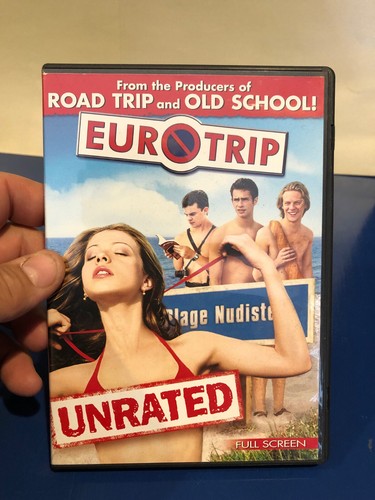 From the Producers of
ROAD TRIP and OLD SCHOOL!
EUROTRIP
Plage Nudiste
UNRATED
FULL SCREEN